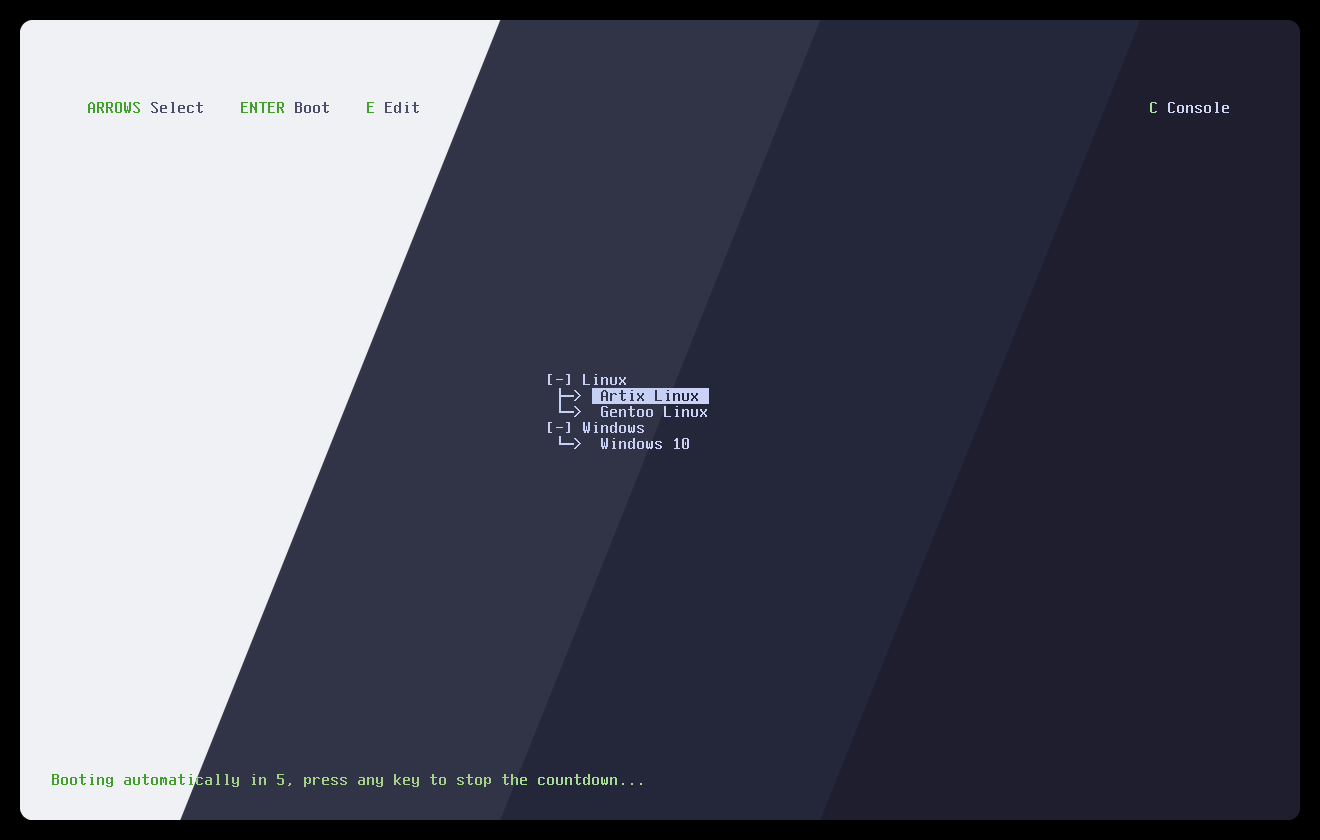 ARROWS Select    ENTER Boot    E Edit    C Console
[-] Linux
├─> Artix Linux
└─> Gentoo Linux
[-] Windows
└─> Windows 10
Booting automatically in 5, press any key to stop the countdown...